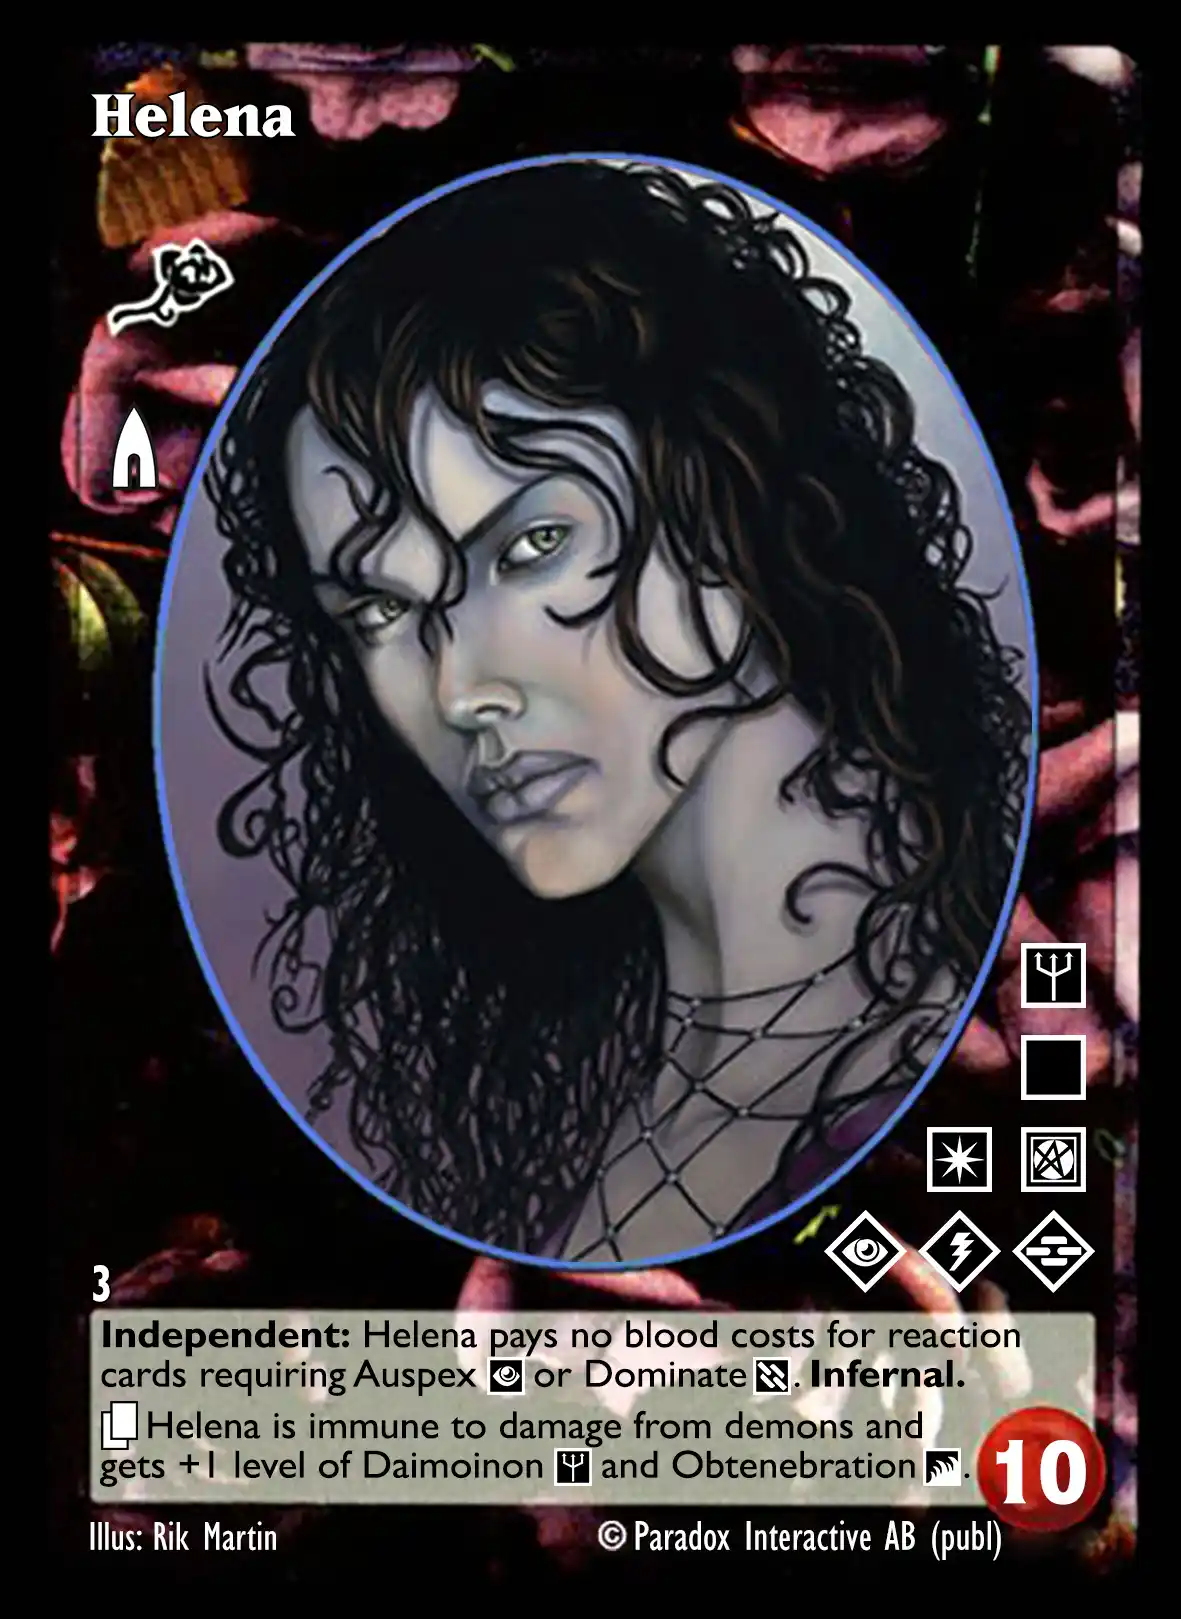 Helena
3
Independent: Helena pays no blood costs for reaction
cards requiring Auspex or Dominate. Infernal.
Helena is immune to damage from demons and
gets +1 level of Daimoinon and Obtenebration.
10
Illus: Rik Martin
© Paradox Interactive AB (publ)